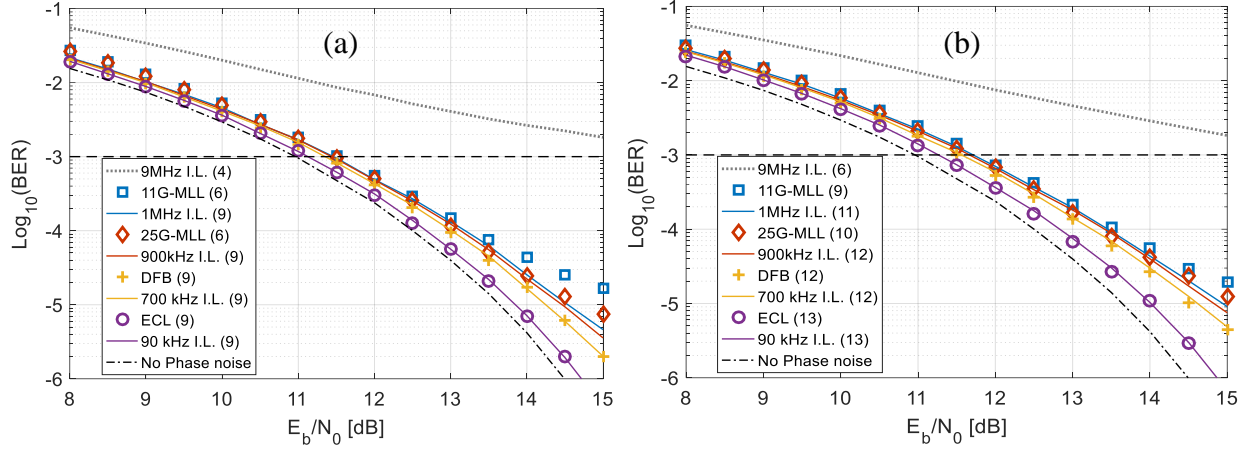 (a)
Log10(BER)
-1
-2
-3
-4
-5
-6
9MHz I.L. (4)
11G-MLL (6)
1MHz I.L. (9)
25G-MLL (6)
900kHz I.L. (9)
DFB (9)
700 kHz I.L. (9)
ECL (9)
90 kHz I.L. (9)
No Phase noise
8 9 10 11 12 13 14 15
Eb/N0 [dB]
(b)
Log10(BER)
-1
-2
-3
-4
-5
-6
9MHz I.L. (6)
11G-MLL (9)
1MHz I.L. (11)
25G-MLL (10)
900kHz I.L. (12)
DFB (12)
700 kHz I.L. (12)
ECL (13)
90 kHz I.L. (13)
No Phase noise
8 9 10 11 12 13 14 15
Eb/N0 [dB]